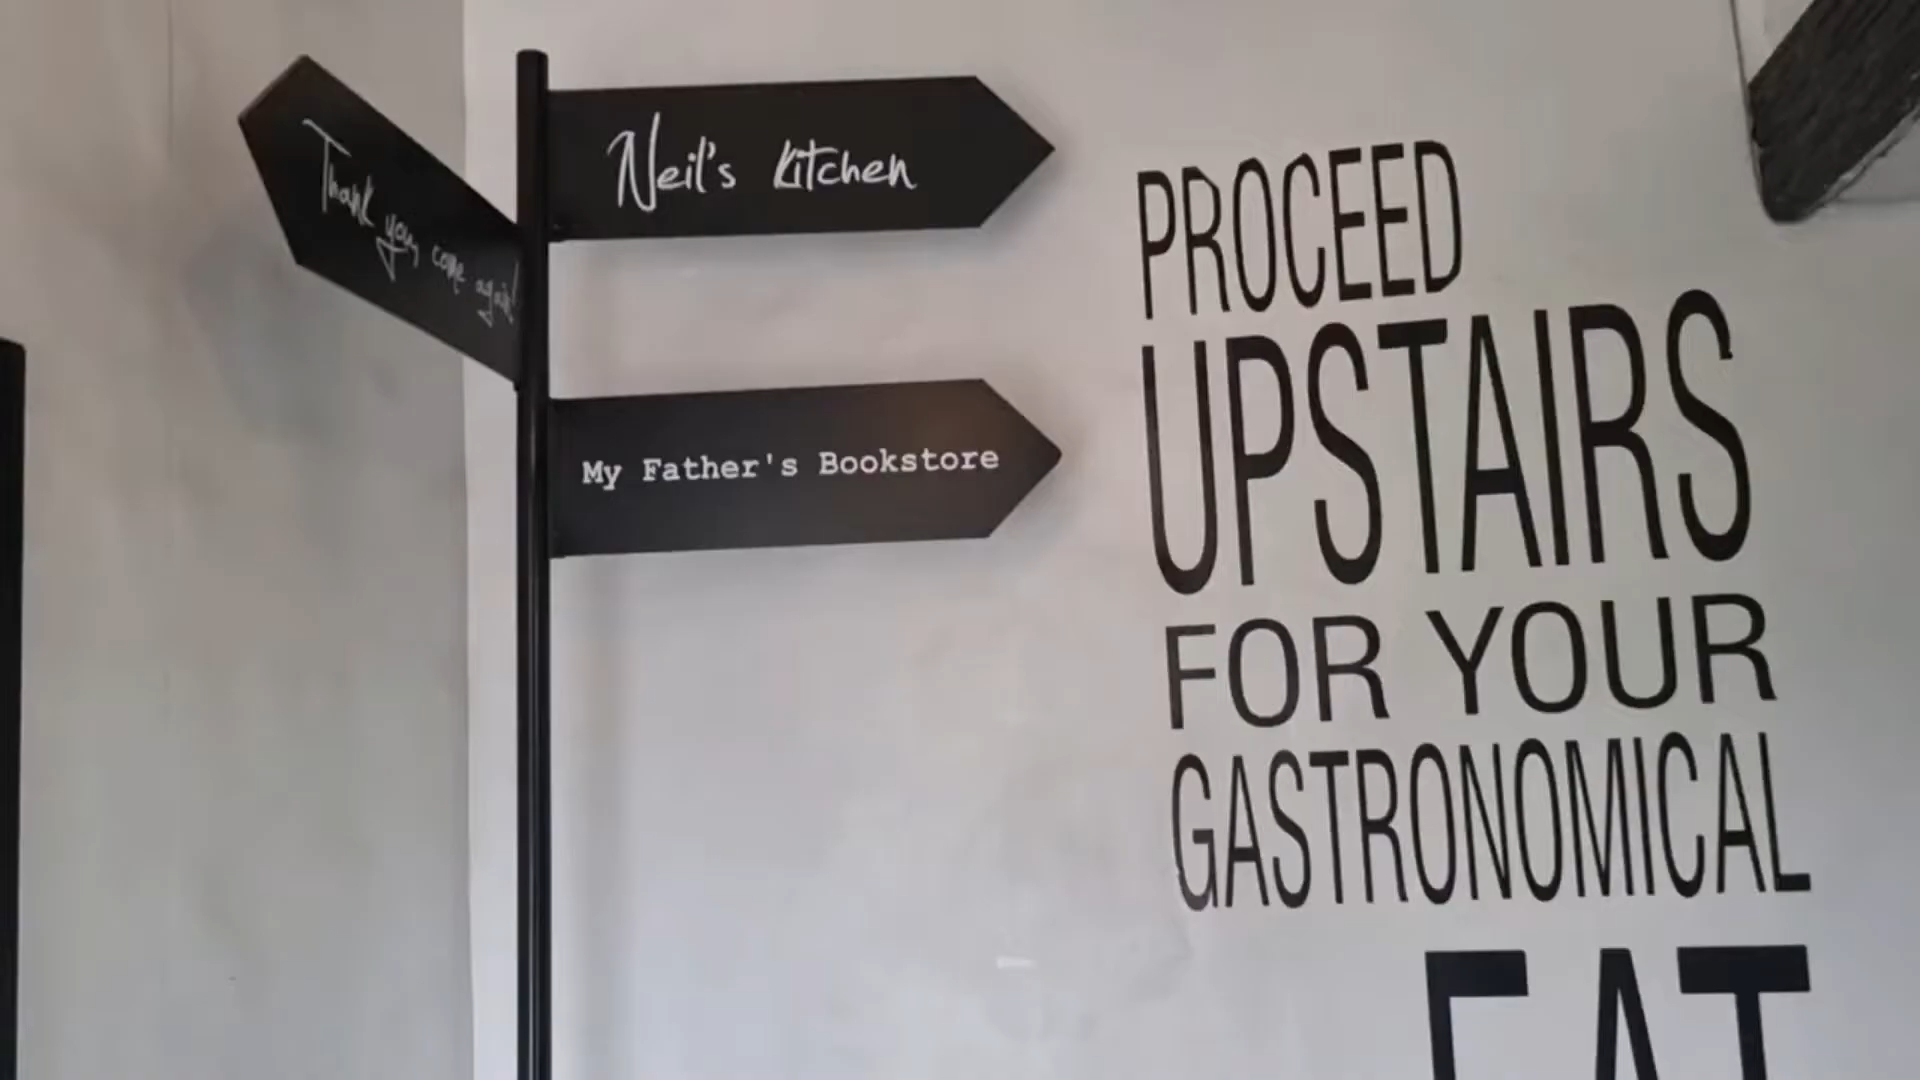 Thank you, come again!
Neil's Kitchen
My Father's Bookstore
PROCEED
UPSTAIRS
FOR YOUR
GASTRONOMICAL